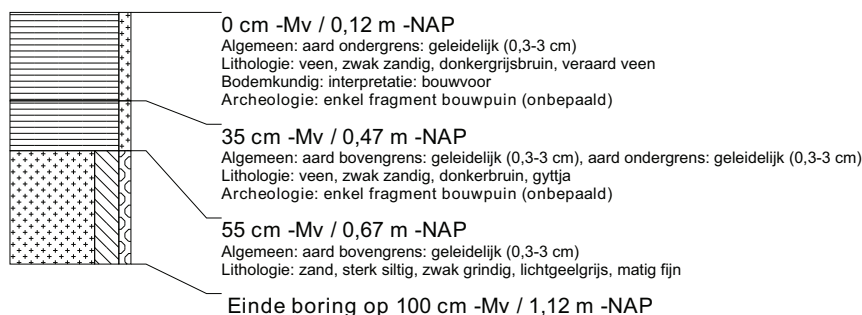 0 cm -Mv / 0,12 m -NAP
Algemeen: aard ondergrens: geleidelijk (0,3-3 cm)
Lithologie: veen, zwak zandig, donkergrijsbruin, veraard veen
Bodemkundig: interpretatie: bouwvoor
Archeologie: enkel fragment bouwpuin (onbepaald)
35 cm -Mv / 0,47 m -NAP
Algemeen: aard bovengrens: geleidelijk (0,3-3 cm), aard ondergrens: geleidelijk (0,3-3 cm)
Lithologie: veen, zwak zandig, donkerbruin, gyttja
Archeologie: enkel fragment bouwpuin (onbepaald)
55 cm -Mv / 0,67 m -NAP
Algemeen: aard bovengrens: geleidelijk (0,3-3 cm)
Lithologie: zand, sterk siltig, zwak grindig, lichtgeelgrijs, matig fijn
Einde boring op 100 cm -Mv / 1,12 m -NAP